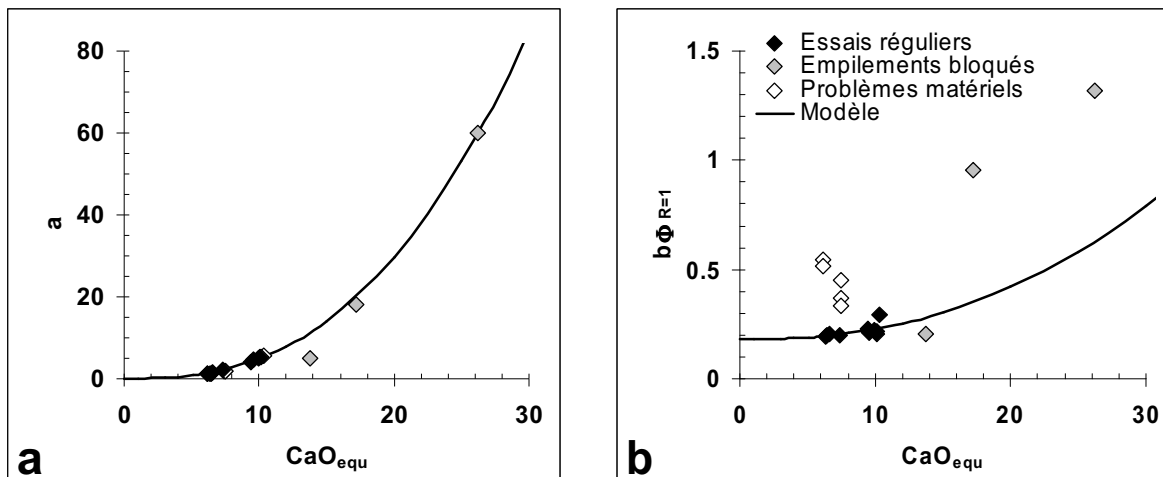 80
60
40
20
0
a
0 10 20 30
CaOequ
a
1.5
1
0.5
0
bΦ R=1
Essais réguliers
Empilements bloqués
Problèmes matériels
Modèle
0 10 20 30
CaOequ
b